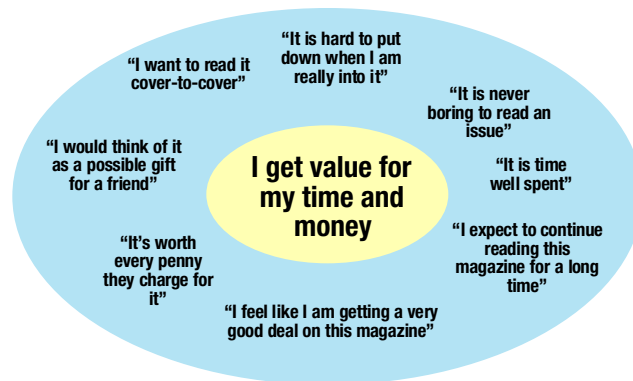 “It is hard to put
down when I am
really into it”
“I want to read it
cover-to-cover”
“It is never
boring to read an
issue”
“I would think of it
as a possible gift
for a friend”
I get value for
my time and
money
“It is time
well spent”
“I expect to continue
reading this
magazine for a long
time”
“It’s worth
every penny
they charge for
it”
“I feel like I am getting a very
good deal on this magazine”